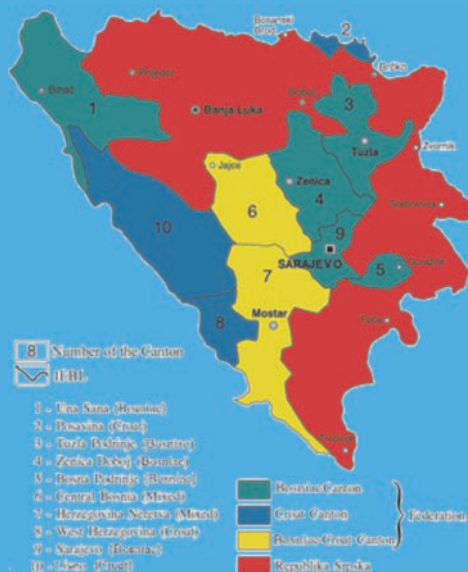 Bosanski
Brod
2
Brčko
Prijedor
Bihać
Doboj
1
3
Banja Luka
Tuzla
Zvornik
Jajce
Zenica
4
Srebrenica
6
9
10
SARAJEVO
5
Goražde
7
8
Mostar
Foča
Trebinje
8 Number of the Canton
IEBL
1 - Una Sana (Bosniac)
2 - Posavina (Croat)
3 - Tuzla Podrinje (Bosniac)
4 - Zenica Doboj (Bosniac)
5 - Bosna Podrinje (Bosniac)
6 - Central Bosnia (Mixed)
7 - Herzegovina Neretva (Mixed)
8 - West Herzegovina (Croat)
9 - Sarajevo (Bosniac)
10 - Livno (Croat)
Bosniac Canton
Croat Canton
Bosniac-Croat Canton
Federation
Republika Srpska